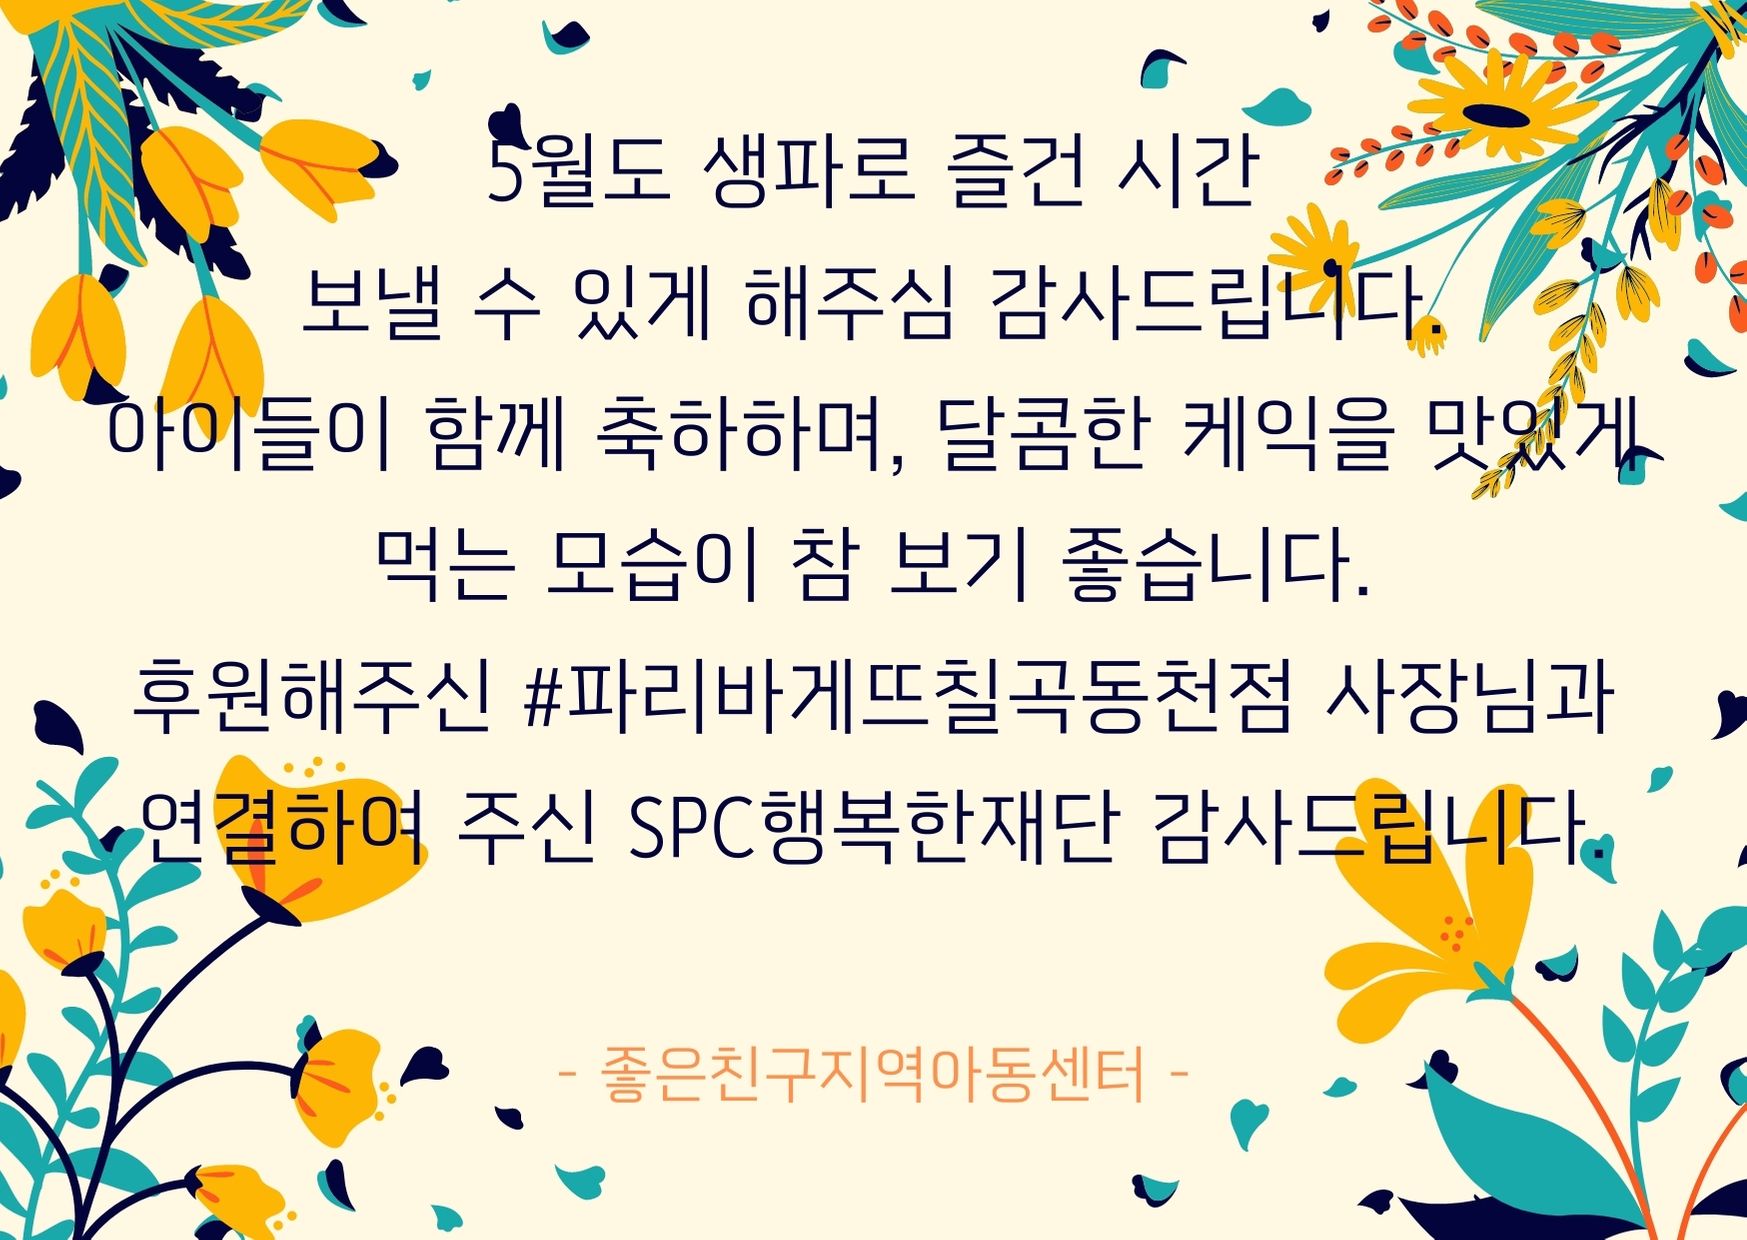 5월도 생파로 즐건 시간
보낼 수 있게 해주심 감사드립니다.
아이들이 함께 축하하며, 달콤한 케익을 맛있게
먹는 모습이 참 보기 좋습니다.
후원해주신 #파리바게뜨칠곡동천점 사장님과
연결하여 주신 SPC행복한재단 감사드립니다.
- 좋은친구지역아동센터 -